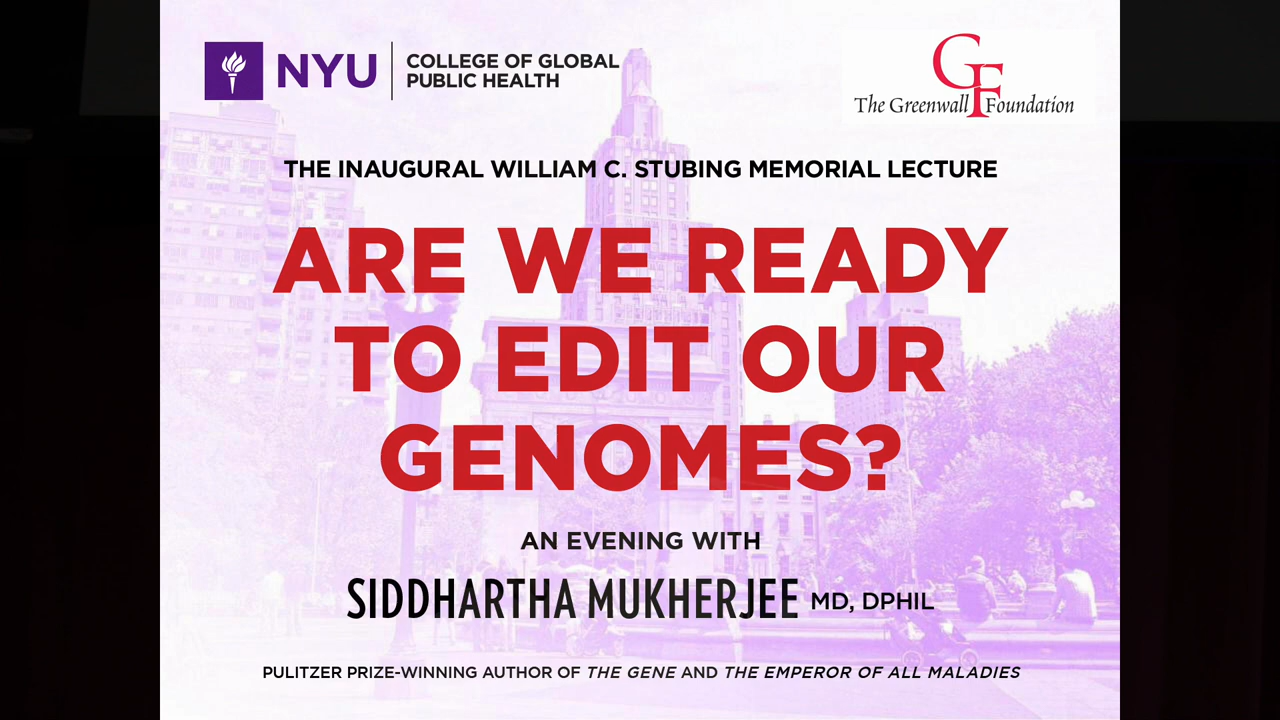 NYU | COLLEGE OF GLOBAL
PUBLIC HEALTH
GF
The Greenwall Foundation
THE INAUGURAL WILLIAM C. STUBING MEMORIAL LECTURE
ARE WE READY
TO EDIT OUR
GENOMES?
AN EVENING WITH
SIDDHARTHA MUKHERJEE MD, DPHIL
PULITZER PRIZE-WINNING AUTHOR OF THE GENE AND THE EMPEROR OF ALL MALADIES